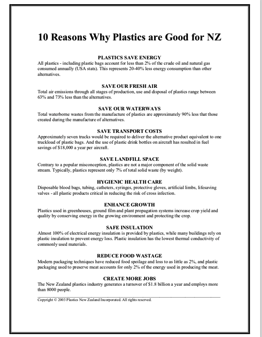 10 Reasons Why Plastics are Good for NZ
PLASTICS SAVE ENERGY
All plastics - including plastic bags account for less than 2% of the crude oil and natural gas
consumed annually (USA stats). This represents 20-40% less energy consumption than other
alternatives.
SAVE OUR FRESH AIR
Total air emissions through all stages of production, use and disposal of plastics range between
63% and 73% less than the alternatives.
SAVE OUR WATERWAYS
Total waterborne wastes from the manufacture of plastics are approximately 90% less that those
created during the manufacture of alternatives.
SAVE TRANSPORT COSTS
Approximately seven trucks would be required to deliver the alternative product equivalent to one
truckload of plastic bags. And the use of plastic drink bottles on aircraft has resulted in fuel
savings of $18,000 a year per aircraft.
SAVE LANDFILL SPACE
Contrary to a popular misconception, plastics are not a major component of the solid waste
stream. Typically, plastics represent only 7% of total solid waste (by weight).
HYGIENIC HEALTH CARE
Disposable blood bags, tubing, catheters, syringes, protective gloves, artificial limbs, lifesaving
valves - all plastic products critical in reducing the risk of cross infection.
ENHANCE GROWTH
Plastics used in greenhouses, ground film and plant propagation systems increase crop yield and
quality by conserving energy in the growing environment and protecting the crop.
SAFE INSULATION
Almost 100% of electrical energy insulation is provided by plastics, while many buildings rely on
plastic insulation to prevent energy loss. Plastic insulation has the lowest thermal conductivity of
commonly used materials.
REDUCE FOOD WASTAGE
Modern packaging techniques have reduced food spoilage and loss to as little as 2%, and plastic
packaging used to preserve meat accounts for only 2% of the energy used in producing the meat.
CREATE MORE JOBS
The New Zealand plastics industry generates a turnover of $1.8 billion a year and employs more
than 8000 people.
Copyright © 2003 Plastics New Zealand Incorporated. All rights reserved.